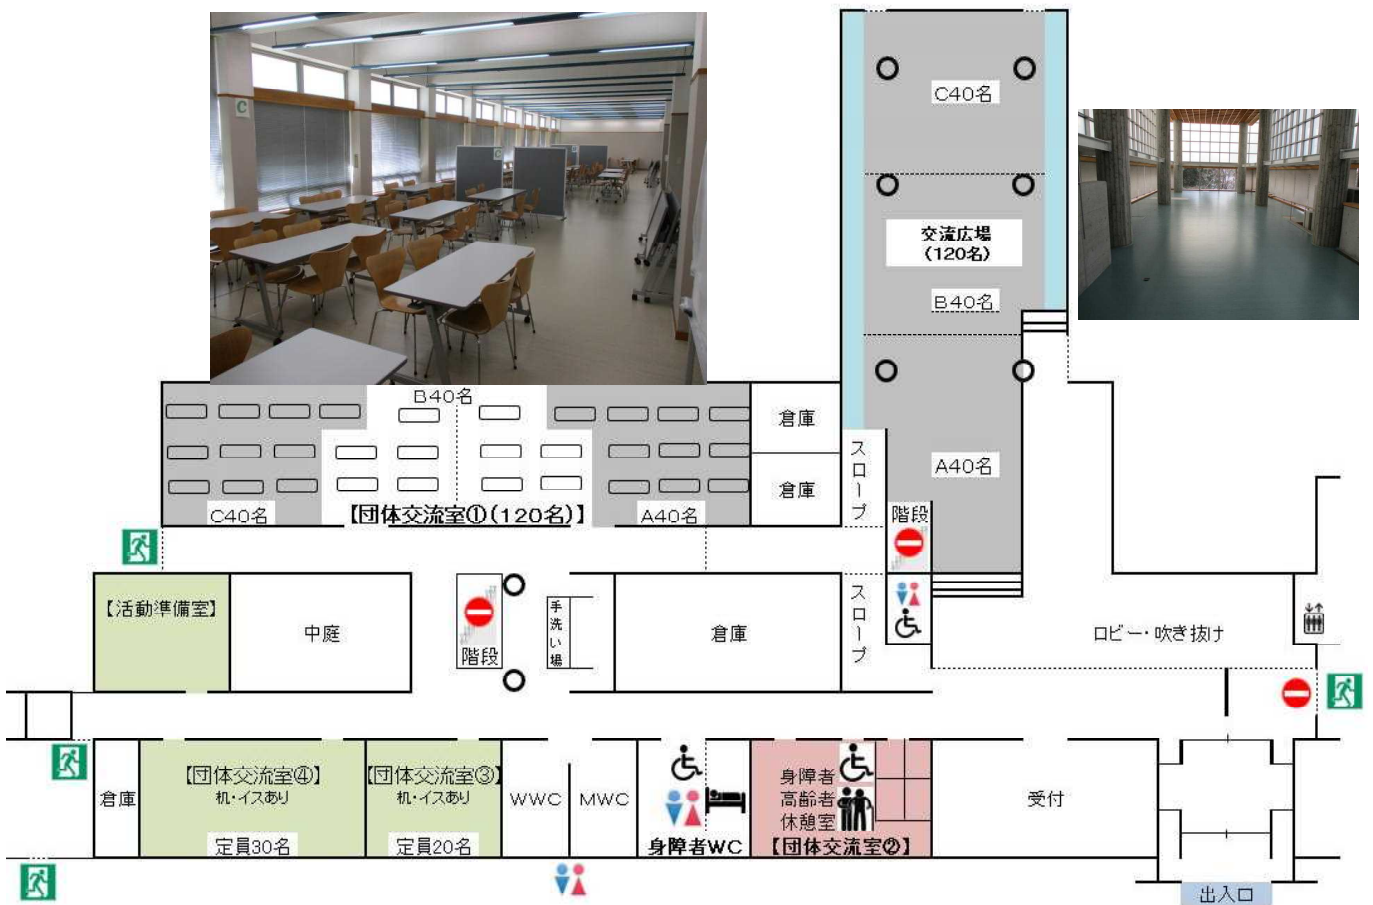 C
C
C40名
交流広場
(120名)
B40名
A40名
B40名
倉庫
倉庫
スロープ
階段
C40名
【団体交流室①(120名)】
A40名
【活動準備室】
中庭
階段
手洗い場
倉庫
スロープ
ロビー・吹き抜け
倉庫
【団体交流室④】
机・イスあり
定員30名
【団体交流室③】
机・イスあり
定員20名
WWC
MWC
身障者WC
身障者
高齢者
休憩室
【団体交流室②】
受付
出入口